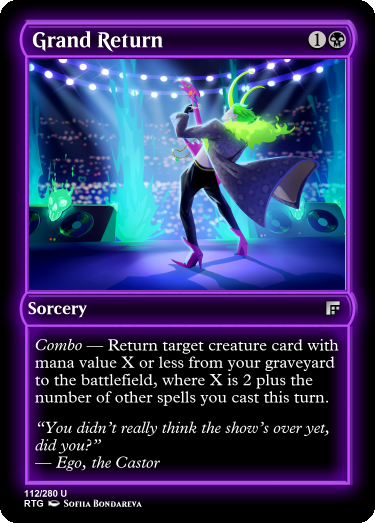 Grand Return 1
Sorcery
Combo — Return target creature card with
mana value X or less from your graveyard
to the battlefield, where X is 2 plus the
number of other spells you cast this turn.
“You didn’t really think the show’s over yet,
did you?”
— Ego, the Castor
112/280 U
RTG Sofiia Bondareva